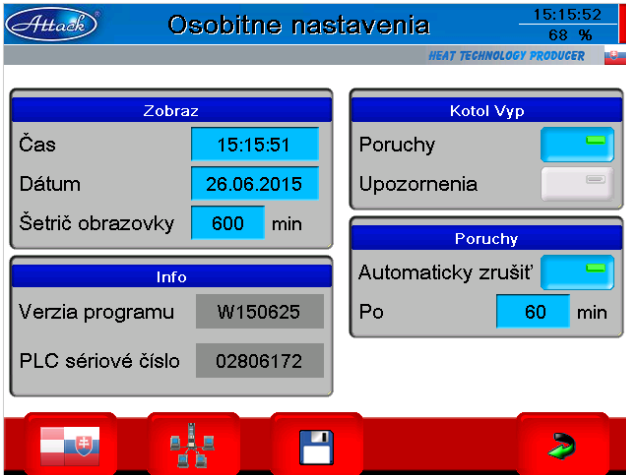 Attack
Osobitne nastavenia
15:15:52
68 %
HEAT TECHNOLOGY PRODUCER
Zobraz
Čas 15:15:51
Dátum 26.06.2015
Šetrič obrazovky 600 min
Info
Verzia programu W150625
PLC sériové číslo 02806172
Kotol Vyp
Poruchy
Upozornenia
Poruchy
Automaticky zrušiť
Po 60 min